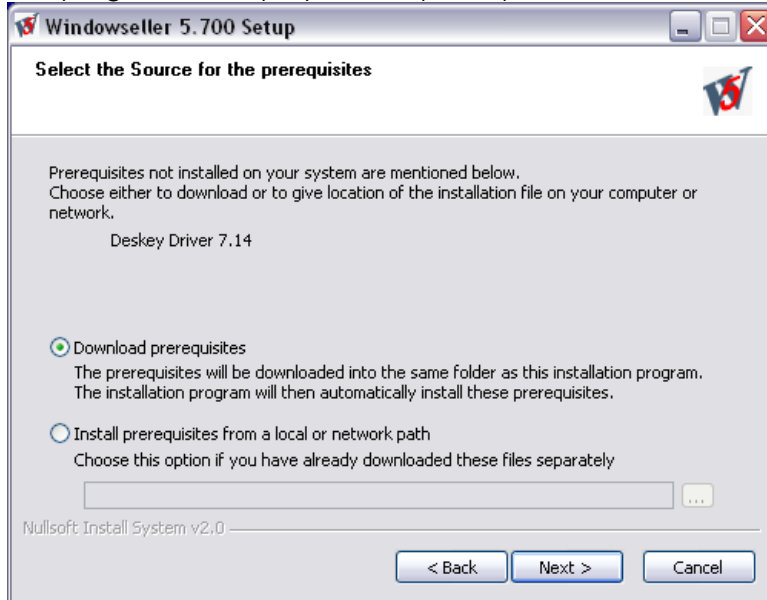 Windowseller 5.700 Setup
Select the Source for the prerequisites
V5
Prerequisites not installed on your system are mentioned below.
Choose either to download or to give location of the installation file on your computer or
network.
Deskey Driver 7.14
Download prerequisites
The prerequisites will be downloaded into the same folder as this installation program.
The installation program will then automatically install these prerequisites.
Install prerequisites from a local or network path
Choose this option if you have already downloaded these files separately
...
Nullsoft Install System v2.0
< Back Next > Cancel